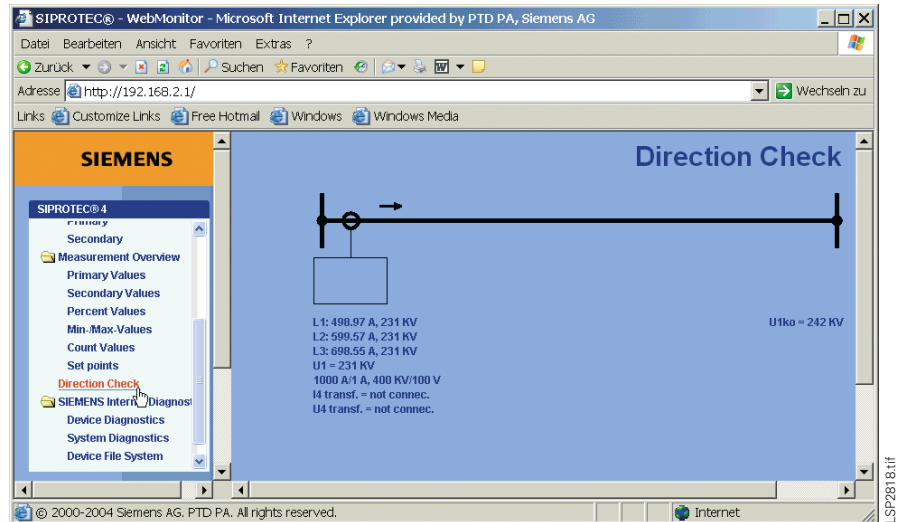 SIPROTEC® - WebMonitor - Microsoft Internet Explorer provided by PTD PA, Siemens AG
Datei Bearbeiten Ansicht Favoriten Extras ?
Zurück Suchen Favoriten
Adresse http://192.168.2.1/ Wechseln zu
Links Customize Links Free Hotmail Windows Windows Media
SIEMENS
SIPROTEC® 4
Primary
Secondary
Measurement Overview
Primary Values
Secondary Values
Percent Values
Min-/Max-Values
Count Values
Set points
Direction Check
SIEMENS Intern Diagnost
Device Diagnostics
System Diagnostics
Device File System
Direction Check
L1: 498.97 A, 231 KV
L2: 599.57 A, 231 KV
L3: 698.55 A, 231 KV
U1 = 231 KV
1000 A/1 A, 400 KV/100 V
I4 transf. = not connec.
U4 transf. = not connec.
U1ko = 242 KV
© 2000-2004 Siemens AG. PTD PA. All rights reserved.
Internet
LSP2818.tif